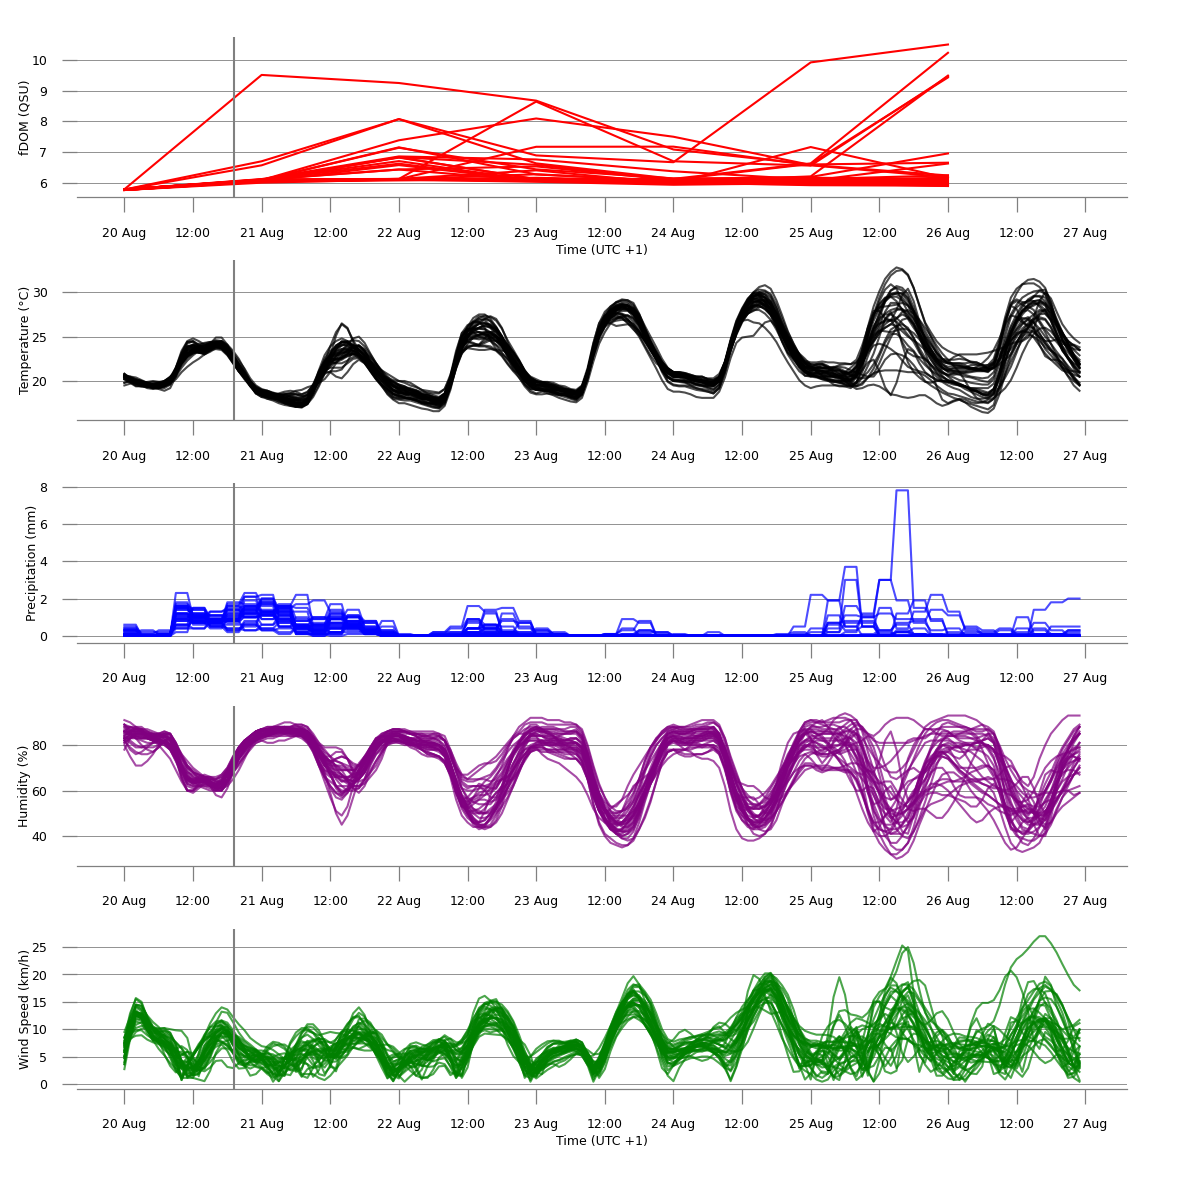 fDOM (QSU)
10
9
8
7
6
20 Aug 12:00 21 Aug 12:00 22 Aug 12:00 23 Aug 12:00 24 Aug 12:00 25 Aug 12:00 26 Aug 12:00 27 Aug
Time (UTC +1)
Temperature (°C)
30
25
20
20 Aug 12:00 21 Aug 12:00 22 Aug 12:00 23 Aug 12:00 24 Aug 12:00 25 Aug 12:00 26 Aug 12:00 27 Aug
Precipitation (mm)
8
6
4
2
0
20 Aug 12:00 21 Aug 12:00 22 Aug 12:00 23 Aug 12:00 24 Aug 12:00 25 Aug 12:00 26 Aug 12:00 27 Aug
Humidity (%)
80
60
40
20 Aug 12:00 21 Aug 12:00 22 Aug 12:00 23 Aug 12:00 24 Aug 12:00 25 Aug 12:00 26 Aug 12:00 27 Aug
Wind Speed (km/h)
25
20
15
10
5
0
20 Aug 12:00 21 Aug 12:00 22 Aug 12:00 23 Aug 12:00 24 Aug 12:00 25 Aug 12:00 26 Aug 12:00 27 Aug
Time (UTC +1)